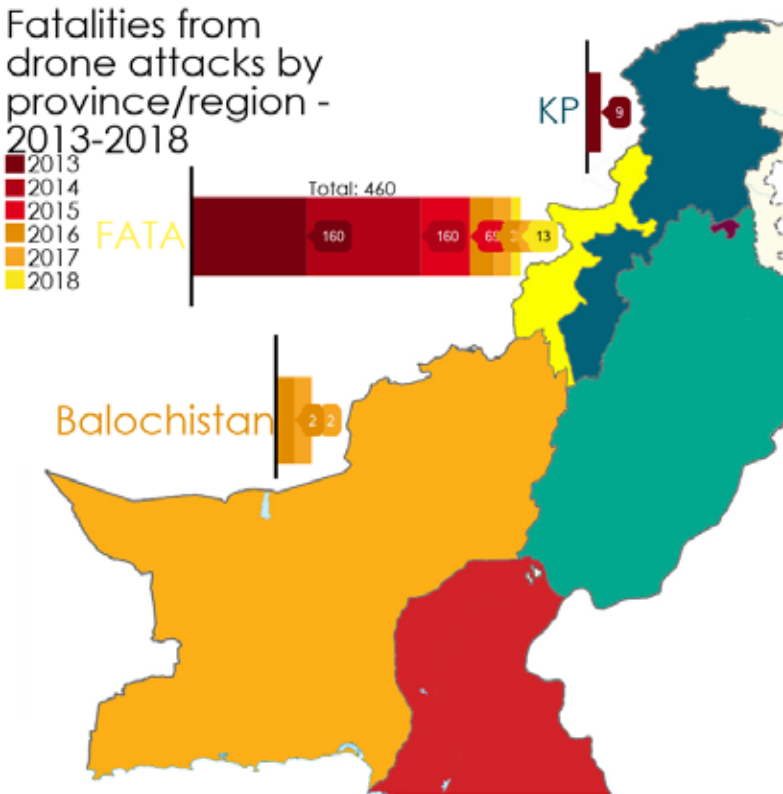 Fatalities from
drone attacks by
province/region -
2013-2018
2013
2014
2015
2016
2017
2018
KP
9
Total: 460
FATA
160
160
69
13
Balochistan
2
2